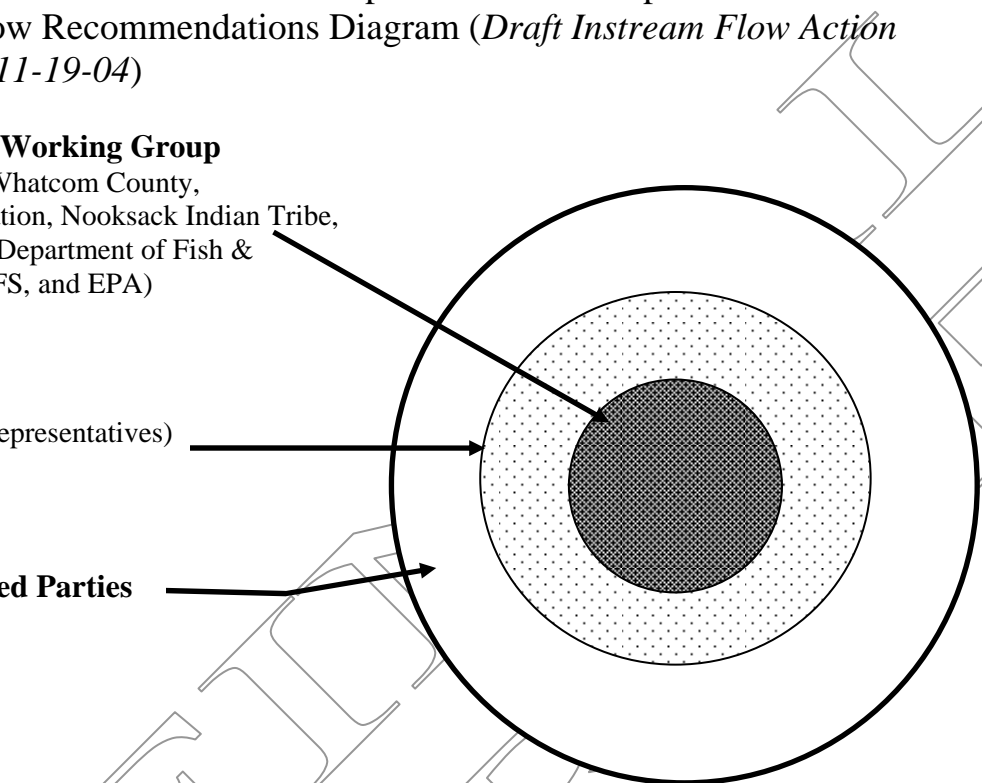 ow Recommendations Diagram (Draft Instream Flow Action
11-19-04)
Working Group
Whatcom County,
tion, Nooksack Indian Tribe,
Department of Fish &
FS, and EPA)
epresentatives)
ed Parties